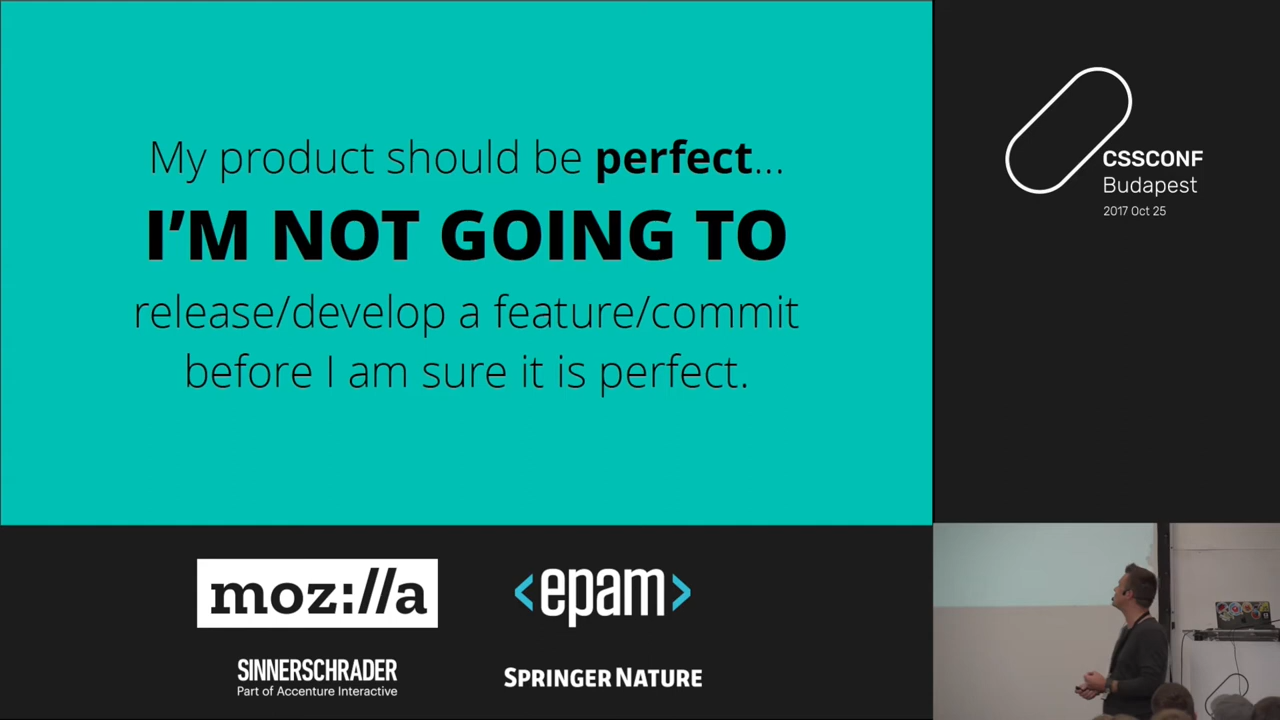 My product should be perfect...
I'M NOT GOING TO
release/develop a feature/commit
before I am sure it is perfect.
CSSCONF
Budapest
2017 Oct 25
moz://a
<epam>
SINNERSCHRADER
Part of Accenture Interactive
SPRINGER NATURE